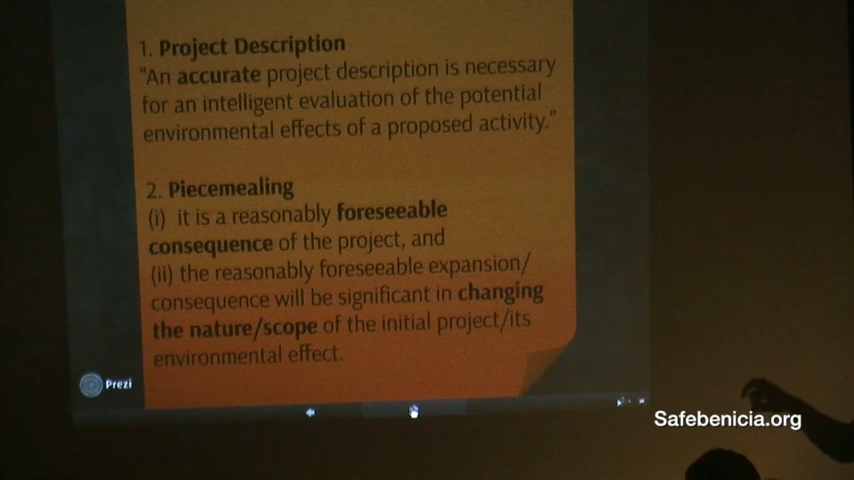 1. Project Description
"An accurate project description is necessary
for an intelligent evaluation of the potential
environmental effects of a proposed activity."
2. Piecemealing
(i) it is a reasonably foreseeable
consequence of the project, and
(ii) the reasonably foreseeable expansion/
consequence will be significant in changing
the nature/scope of the initial project/its
environmental effect.
Prezi
Safebenicia.org